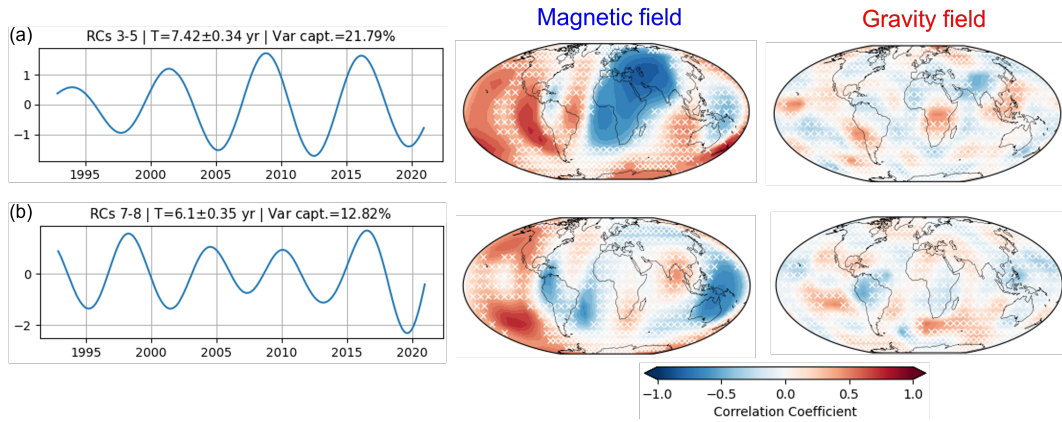 Magnetic field
Gravity field
(a)
RCs 3-5 | T=7.42±0.34 yr | Var capt.=21.79%
1
0
−1
1995 2000 2005 2010 2015 2020
(b)
RCs 7-8 | T=6.1±0.35 yr | Var capt.=12.82%
0
−2
1995 2000 2005 2010 2015 2020
−1.0 −0.5 0.0 0.5 1.0
Correlation Coefficient